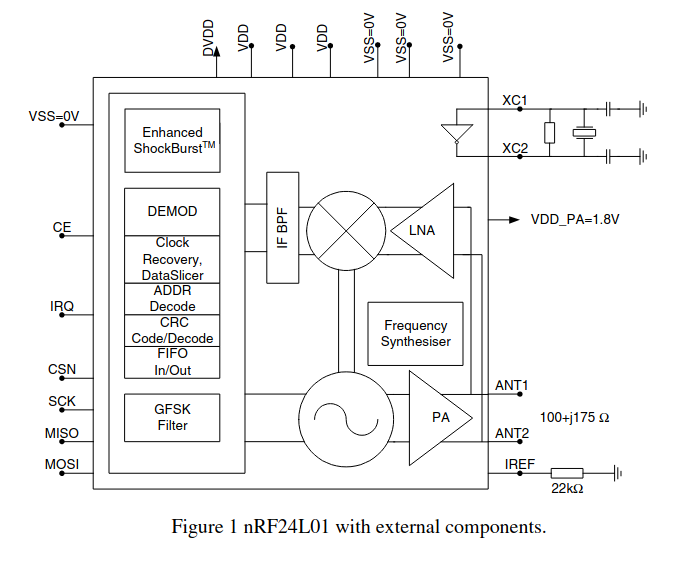 DVDD
VDD
VDD
VDD
VSS=0V
VSS=0V
VSS=0V
VSS=0V
XC1
XC2
Enhanced
ShockBurst™
VDD_PA=1.8V
CE
DEMOD
Clock
Recovery,
DataSlicer
ADDR
Decode
CRC
Code/Decode
FIFO
In/Out
IF BPF
LNA
IRQ
Frequency
Synthesiser
CSN
SCK
MISO
MOSI
GFSK
Filter
PA
ANT1
100+j175 Ω
ANT2
IREF
22kΩ
Figure 1 nRF24L01 with external components.